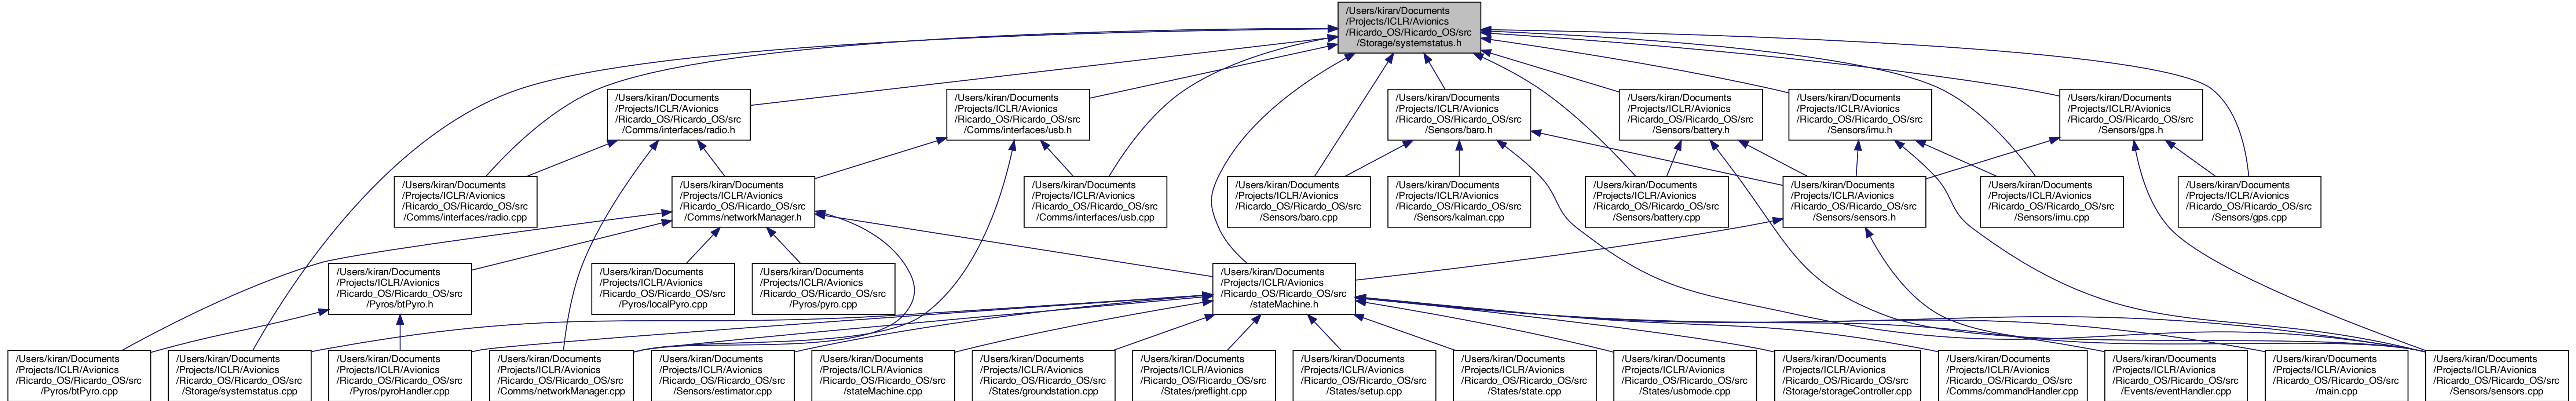 /Users/kiran/Documents
/Projects/ICLR/Avionics
/Ricardo_OS/Ricardo_OS/src
/Storage/systemstatus.h
/Users/kiran/Documents
/Projects/ICLR/Avionics
/Ricardo_OS/Ricardo_OS/src
/Comms/interfaces/radio.h
/Users/kiran/Documents
/Projects/ICLR/Avionics
/Ricardo_OS/Ricardo_OS/src
/Comms/interfaces/usb.h
/Users/kiran/Documents
/Projects/ICLR/Avionics
/Ricardo_OS/Ricardo_OS/src
/Sensors/baro.h
/Users/kiran/Documents
/Projects/ICLR/Avionics
/Ricardo_OS/Ricardo_OS/src
/Sensors/battery.h
/Users/kiran/Documents
/Projects/ICLR/Avionics
/Ricardo_OS/Ricardo_OS/src
/Sensors/imu.h
/Users/kiran/Documents
/Projects/ICLR/Avionics
/Ricardo_OS/Ricardo_OS/src
/Sensors/gps.h
/Users/kiran/Documents
/Projects/ICLR/Avionics
/Ricardo_OS/Ricardo_OS/src
/Comms/interfaces/radio.cpp
/Users/kiran/Documents
/Projects/ICLR/Avionics
/Ricardo_OS/Ricardo_OS/src
/Comms/networkManager.h
/Users/kiran/Documents
/Projects/ICLR/Avionics
/Ricardo_OS/Ricardo_OS/src
/Comms/interfaces/usb.cpp
/Users/kiran/Documents
/Projects/ICLR/Avionics
/Ricardo_OS/Ricardo_OS/src
/Sensors/baro.cpp
/Users/kiran/Documents
/Projects/ICLR/Avionics
/Ricardo_OS/Ricardo_OS/src
/Sensors/kalman.cpp
/Users/kiran/Documents
/Projects/ICLR/Avionics
/Ricardo_OS/Ricardo_OS/src
/Sensors/battery.cpp
/Users/kiran/Documents
/Projects/ICLR/Avionics
/Ricardo_OS/Ricardo_OS/src
/Sensors/sensors.h
/Users/kiran/Documents
/Projects/ICLR/Avionics
/Ricardo_OS/Ricardo_OS/src
/Sensors/imu.cpp
/Users/kiran/Documents
/Projects/ICLR/Avionics
/Ricardo_OS/Ricardo_OS/src
/Sensors/gps.cpp
/Users/kiran/Documents
/Projects/ICLR/Avionics
/Ricardo_OS/Ricardo_OS/src
/Pyros/btPyro.h
/Users/kiran/Documents
/Projects/ICLR/Avionics
/Ricardo_OS/Ricardo_OS/src
/Pyros/localPyro.cpp
/Users/kiran/Documents
/Projects/ICLR/Avionics
/Ricardo_OS/Ricardo_OS/src
/Pyros/pyro.cpp
/Users/kiran/Documents
/Projects/ICLR/Avionics
/Ricardo_OS/Ricardo_OS/src
/stateMachine.h
/Users/kiran/Documents
/Projects/ICLR/Avionics
/Ricardo_OS/Ricardo_OS/src
/Pyros/btPyro.cpp
/Users/kiran/Documents
/Projects/ICLR/Avionics
/Ricardo_OS/Ricardo_OS/src
/Storage/systemstatus.cpp
/Users/kiran/Documents
/Projects/ICLR/Avionics
/Ricardo_OS/Ricardo_OS/src
/Pyros/pyroHandler.cpp
/Users/kiran/Documents
/Projects/ICLR/Avionics
/Ricardo_OS/Ricardo_OS/src
/Comms/networkManager.cpp
/Users/kiran/Documents
/Projects/ICLR/Avionics
/Ricardo_OS/Ricardo_OS/src
/Sensors/estimator.cpp
/Users/kiran/Documents
/Projects/ICLR/Avionics
/Ricardo_OS/Ricardo_OS/src
/stateMachine.cpp
/Users/kiran/Documents
/Projects/ICLR/Avionics
/Ricardo_OS/Ricardo_OS/src
/States/groundstation.cpp
/Users/kiran/Documents
/Projects/ICLR/Avionics
/Ricardo_OS/Ricardo_OS/src
/States/preflight.cpp
/Users/kiran/Documents
/Projects/ICLR/Avionics
/Ricardo_OS/Ricardo_OS/src
/States/setup.cpp
/Users/kiran/Documents
/Projects/ICLR/Avionics
/Ricardo_OS/Ricardo_OS/src
/States/state.cpp
/Users/kiran/Documents
/Projects/ICLR/Avionics
/Ricardo_OS/Ricardo_OS/src
/States/usbmode.cpp
/Users/kiran/Documents
/Projects/ICLR/Avionics
/Ricardo_OS/Ricardo_OS/src
/Storage/storageController.cpp
/Users/kiran/Documents
/Projects/ICLR/Avionics
/Ricardo_OS/Ricardo_OS/src
/Comms/commandHandler.cpp
/Users/kiran/Documents
/Projects/ICLR/Avionics
/Ricardo_OS/Ricardo_OS/src
/Events/eventHandler.cpp
/Users/kiran/Documents
/Projects/ICLR/Avionics
/Ricardo_OS/Ricardo_OS/src
/main.cpp
/Users/kiran/Documents
/Projects/ICLR/Avionics
/Ricardo_OS/Ricardo_OS/src
/Sensors/sensors.cpp